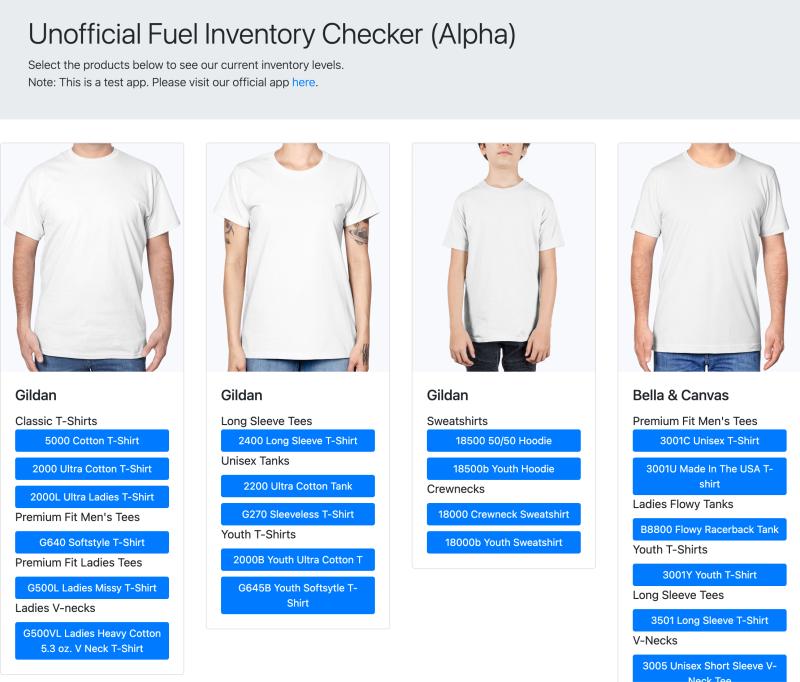 Unofficial Fuel Inventory Checker (Alpha)
Select the products below to see our current inventory levels.
Note: This is a test app. Please visit our official app here.
Gildan
Classic T-Shirts
5000 Cotton T-Shirt
2000 Ultra Cotton T-Shirt
2000L Ultra Ladies T-Shirt
Premium Fit Men's Tees
G640 Softstyle T-Shirt
Premium Fit Ladies Tees
G500L Ladies Missy T-Shirt
Ladies V-necks
G500VL Ladies Heavy Cotton
5.3 oz. V Neck T-Shirt
Gildan
Long Sleeve Tees
2400 Long Sleeve T-Shirt
Unisex Tanks
2200 Ultra Cotton Tank
G270 Sleeveless T-Shirt
Youth T-Shirts
2000B Youth Ultra Cotton T
G645B Youth Softsytle T-
Shirt
Gildan
Sweatshirts
18500 50/50 Hoodie
18500b Youth Hoodie
Crewnecks
18000 Crewneck Sweatshirt
18000b Youth Sweatshirt
Bella & Canvas
Premium Fit Men's Tees
3001C Unisex T-Shirt
3001U Made In The USA T-
shirt
Ladies Flowy Tanks
B8800 Flowy Racerback Tank
Youth T-Shirts
3001Y Youth T-Shirt
Long Sleeve Tees
3501 Long Sleeve T-Shirt
V-Necks
3005 Unisex Short Sleeve V-
Neck Tee